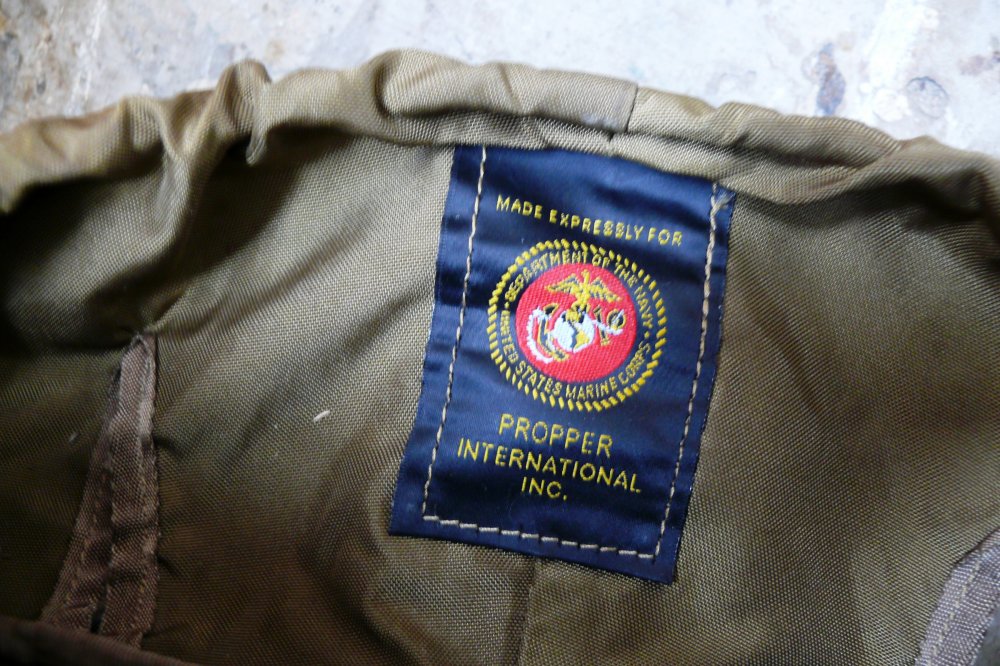 MADE EXPRESSLY FOR
DEPARTMENT OF THE NAVY
UNITED STATES MARINE CORPS
PROPPER
INTERNATIONAL
INC.